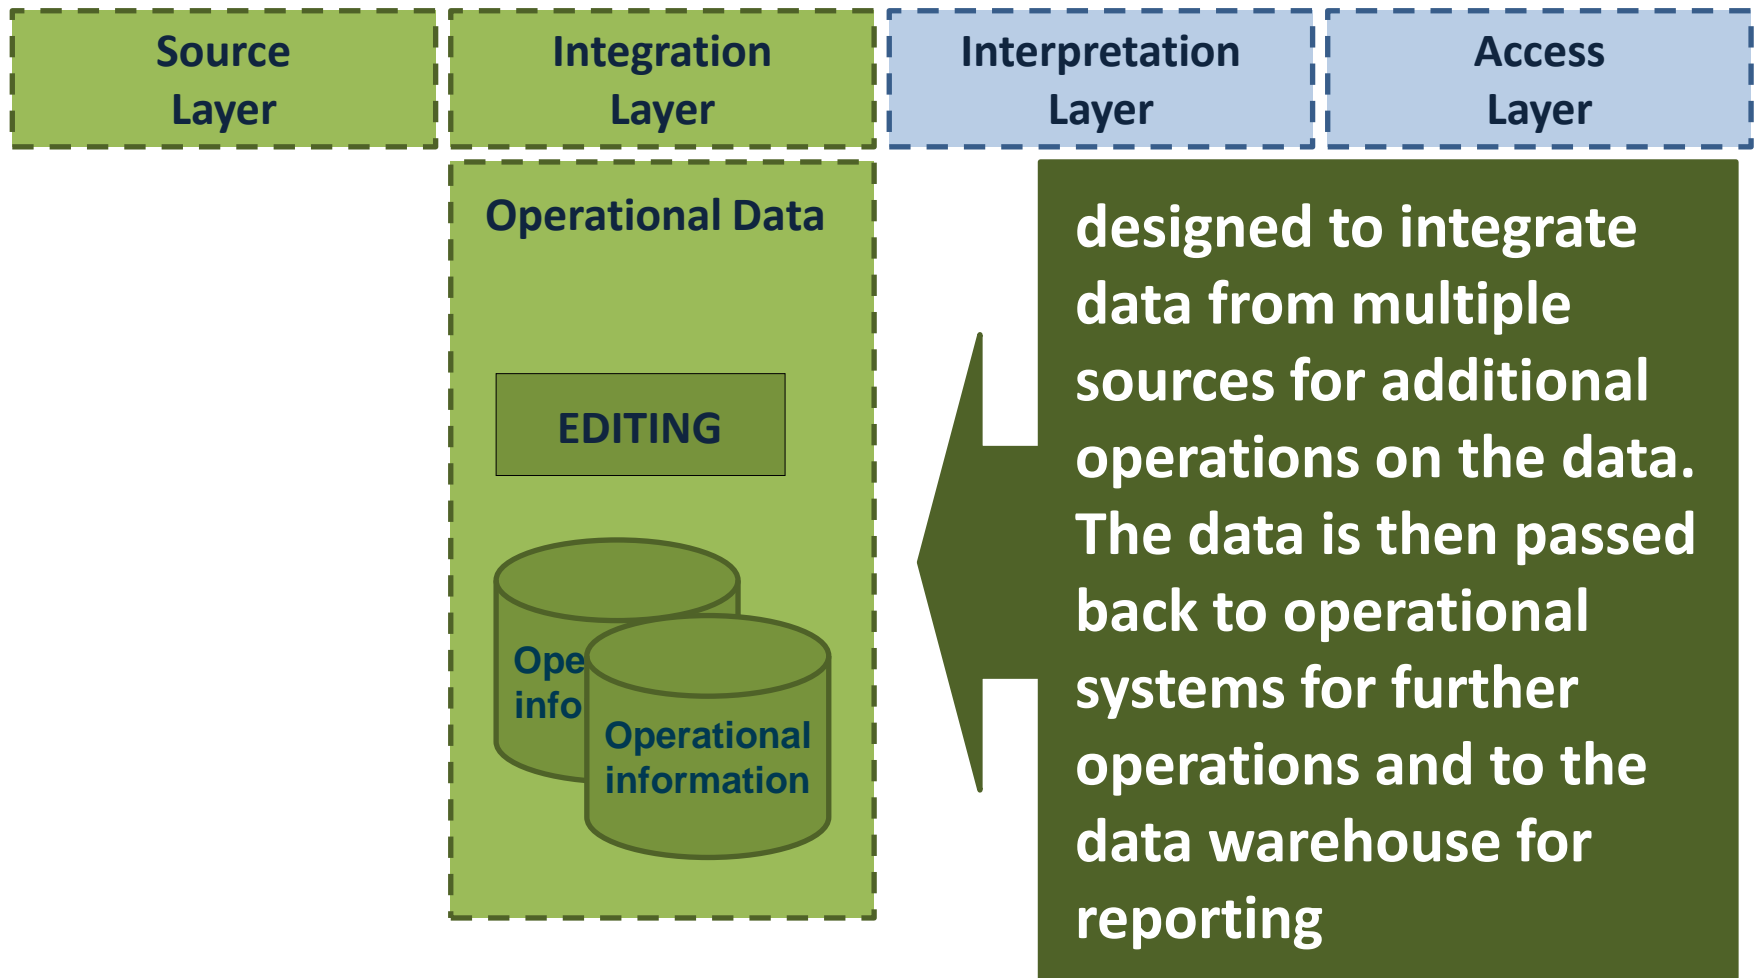 Source
Layer
Integration
Layer
Interpretation
Layer
Access
Layer
Operational Data
EDITING
Ope
info
Operational
information
designed to integrate
data from multiple
sources for additional
operations on the data.
The data is then passed
back to operational
systems for further
operations and to the
data warehouse for
reporting